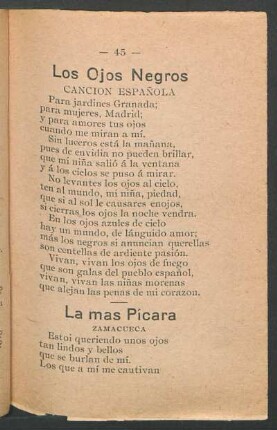 — 45 —
Los Ojos Negros
CANCION ESPAÑOLA
Para jardines Granada;
para mujeres, Madrid;
y para amores tus ojos
cuando me miran a mí.
Sin luceros está la mañana,
pues de envidia no pueden brillar,
que mi niña salió á la ventana
y á los cielos se puso á mirar.
No levantes los ojos al cielo,
ten al mundo, mi niña, piedad,
que si al sol le causares enojos,
si cierras los ojos la noche vendra.
En los ojos azules de cielo
hay un mundo, de lánguido amor;
más los negros si anuncian querellas
son centellas de ardiente pasión.
Vivan, vivan los ojos de fuego
que son galas del pueblo español,
vivan, vivan las niñas morenas
que alejan las penas de mi corazon.
La mas Picara
ZAMACUECA
Estoi queriendo unos ojos
tan lindos y bellos
que se burlan de mí.
Los que a mí me cautivan